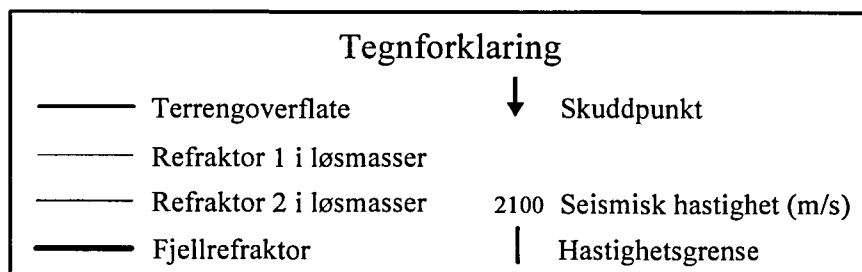 Tegnforklaring
Terrengoverflate
Skuddpunkt
Refraktor 1 i løsmasser
Refraktor 2 i løsmasser
2100 Seismisk hastighet (m/s)
Fjellrefraktor
Hastighetsgrense